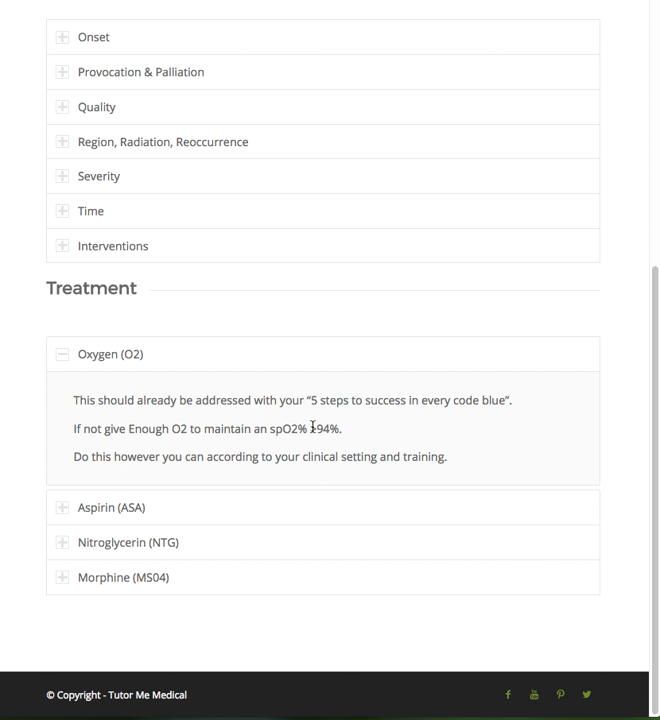 Onset
Provocation & Palliation
Quality
Region, Radiation, Reoccurrence
Severity
Time
Interventions
Treatment
Oxygen (O2)
This should already be addressed with your “5 steps to success in every code blue”.
If not give Enough O2 to maintain an spO2% 94%.
Do this however you can according to your clinical setting and training.
Aspirin (ASA)
Nitroglycerin (NTG)
Morphine (MS04)
© Copyright - Tutor Me Medical